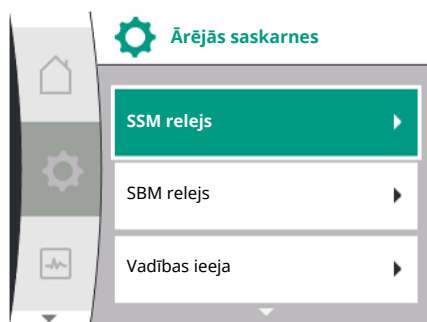 Ārējās saskarnes
SSM relejs
SBM relejs
Vadības ieeja